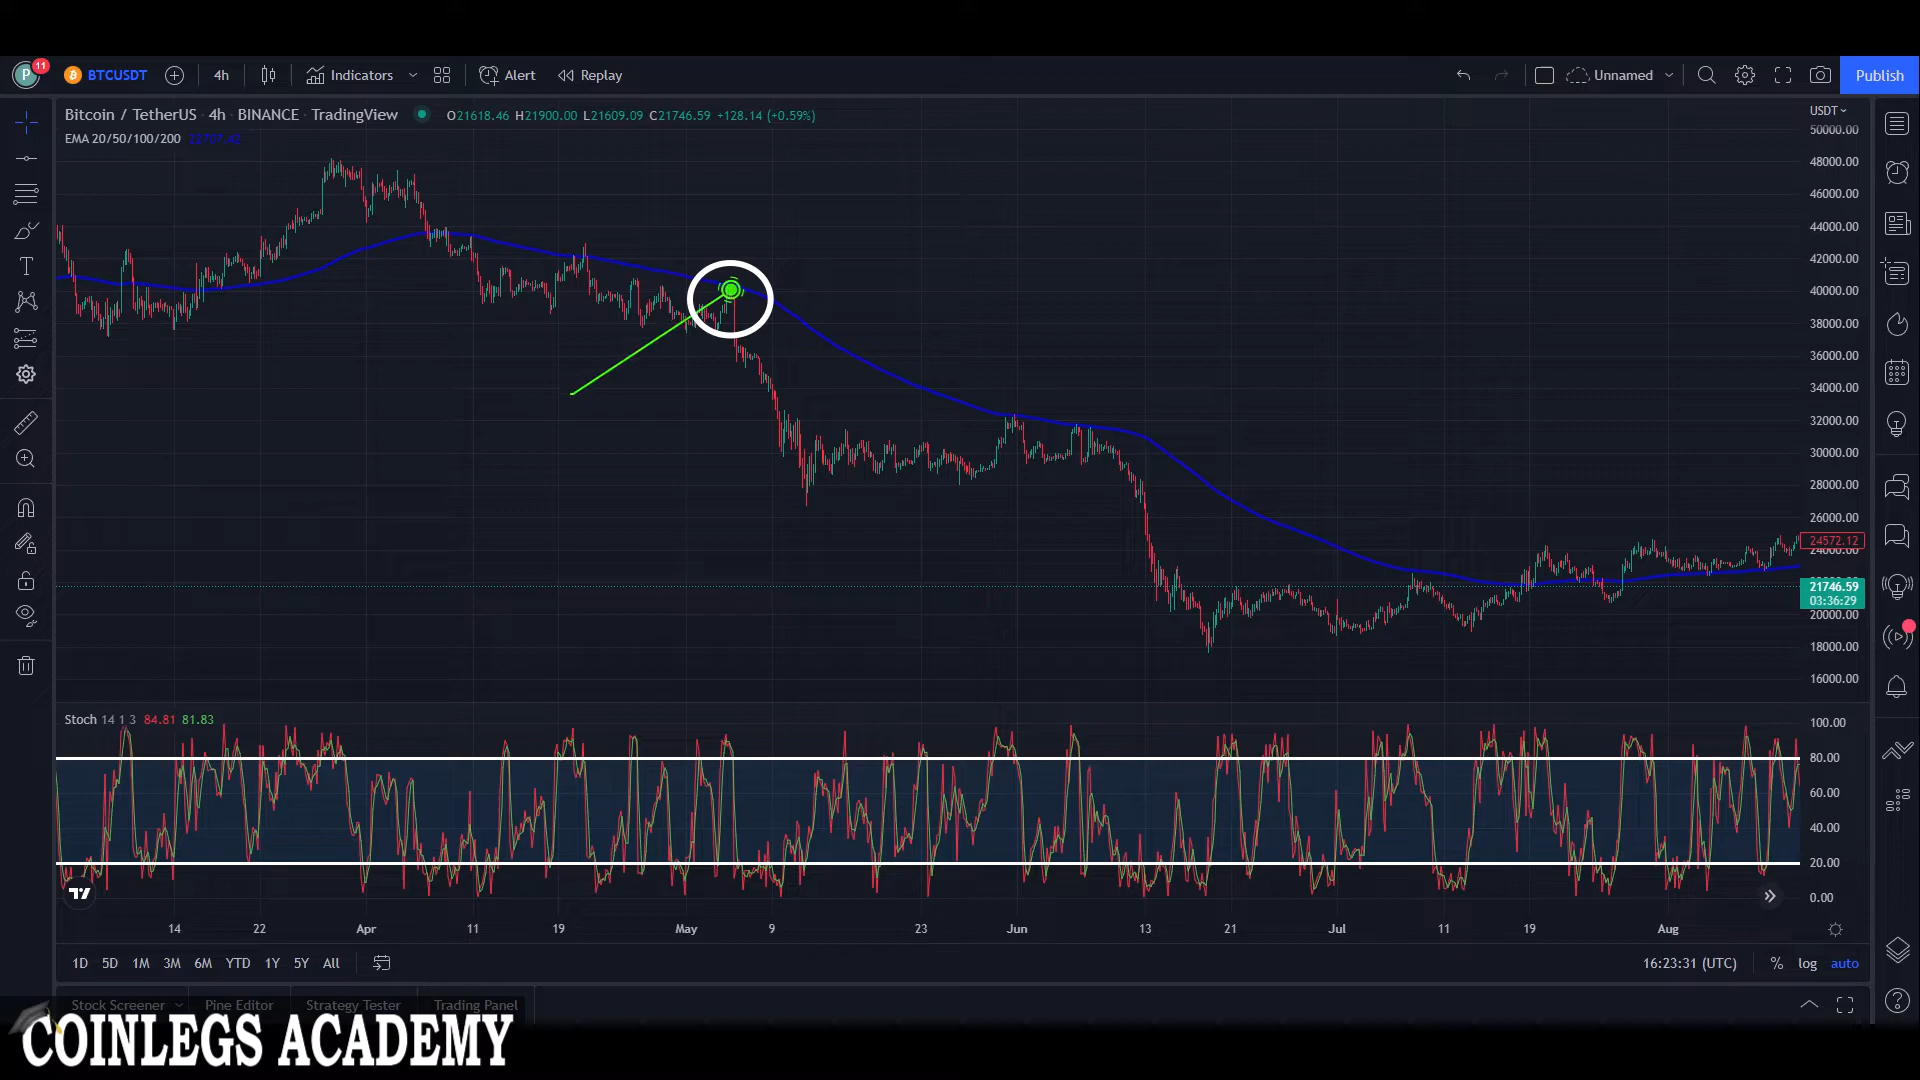 P 11 BTCUSDT 4h Indicators Alert Replay Unnamed Publish
Bitcoin / TetherUS · 4h · BINANCE · TradingView O21618.46 H21900.00 L21609.09 C21746.59 +128.14 (+0.59%)
EMA 20/50/100/200 22707.42
USDT
50000.00
48000.00
46000.00
44000.00
42000.00
40000.00
38000.00
36000.00
34000.00
32000.00
30000.00
28000.00
26000.00
24572.12
24000.00
21746.59
03:36:29
20000.00
18000.00
16000.00
Stoch 14 1 3 84.81 81.83
100.00
80.00
60.00
40.00
20.00
0.00
14 22 Apr 11 19 May 9 23 Jun 13 21 Jul 11 19 Aug
1D 5D 1M 3M 6M YTD 1Y 5Y All 16:23:31 (UTC) % log auto
Stock Screener Pine Editor Strategy Tester Trading Panel
COINLEGS ACADEMY